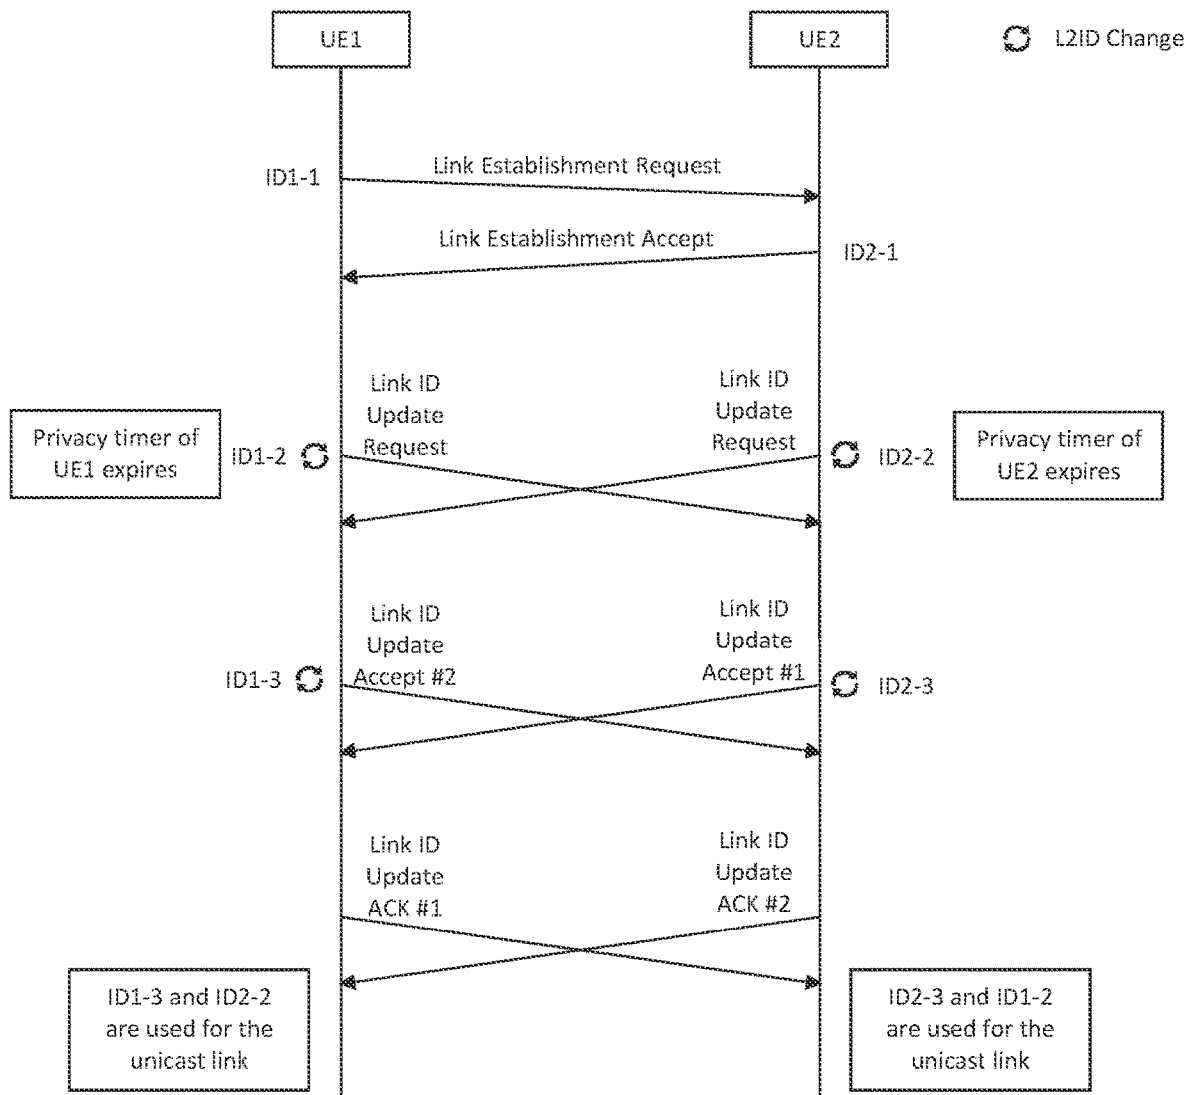 UE1
UE2
L2ID Change
Link Establishment Request
ID1-1
Link Establishment Accept
ID2-1
Link ID
Update
Request
Link ID
Update
Request
Privacy timer of
UE1 expires
ID1-2
ID2-2
Privacy timer of
UE2 expires
Link ID
Update
Accept #2
Link ID
Update
Accept #1
ID1-3
ID2-3
Link ID
Update
ACK #1
Link ID
Update
ACK #2
ID1-3 and ID2-2
are used for the
unicast link
ID2-3 and ID1-2
are used for the
unicast link